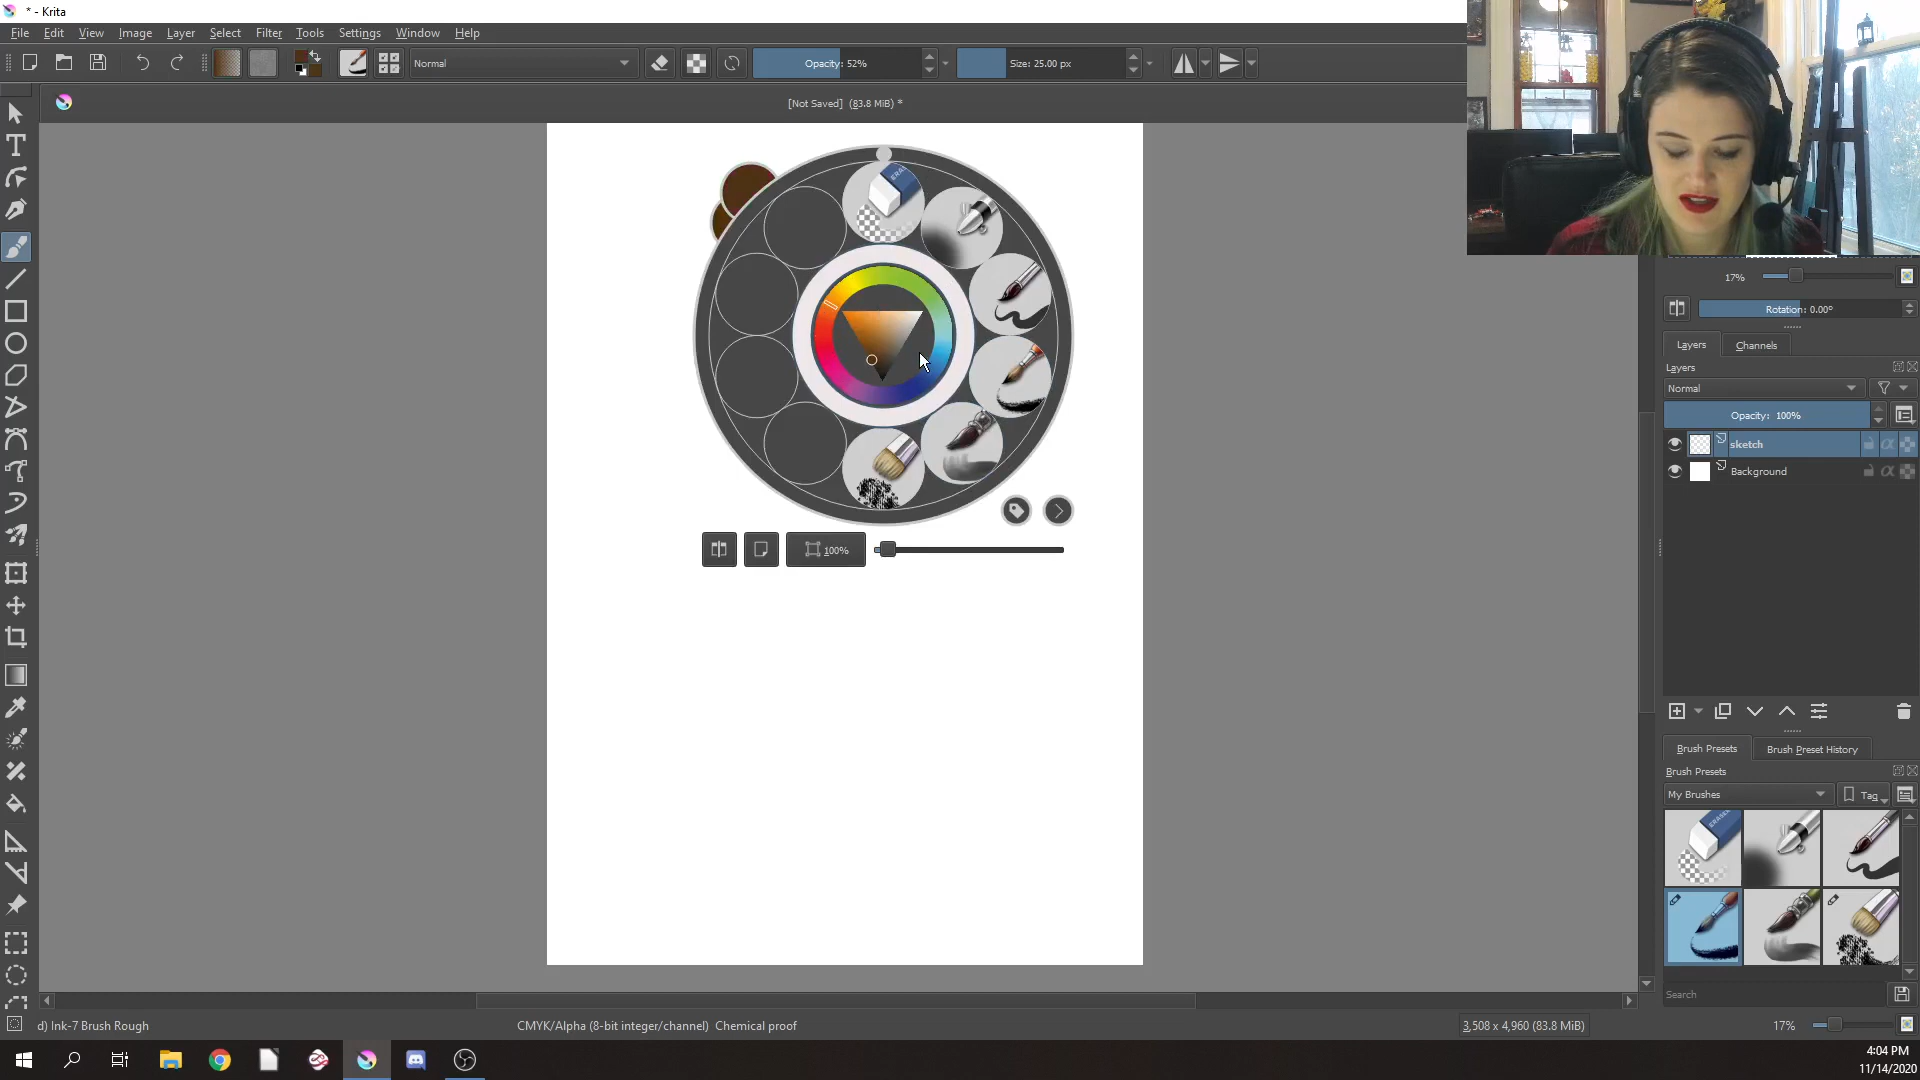 * - Krita
File Edit View Image Layer Select Filter Tools Settings Window Help
Normal
Opacity: 52%
Size: 25.00 px
[Not Saved] (83.8 MiB) *
17%
Rotation: 0.00°
Layers Channels
Layers
Normal
Opacity: 100%
sketch
Background
100%
Brush Presets Brush Preset History
Brush Presets
My Brushes
Tag
Search
d) Ink-7 Brush Rough
CMYK/Alpha (8-bit integer/channel) Chemical proof
3,508 x 4,960 (83.8 MiB)
17%
4:04 PM
11/14/2020